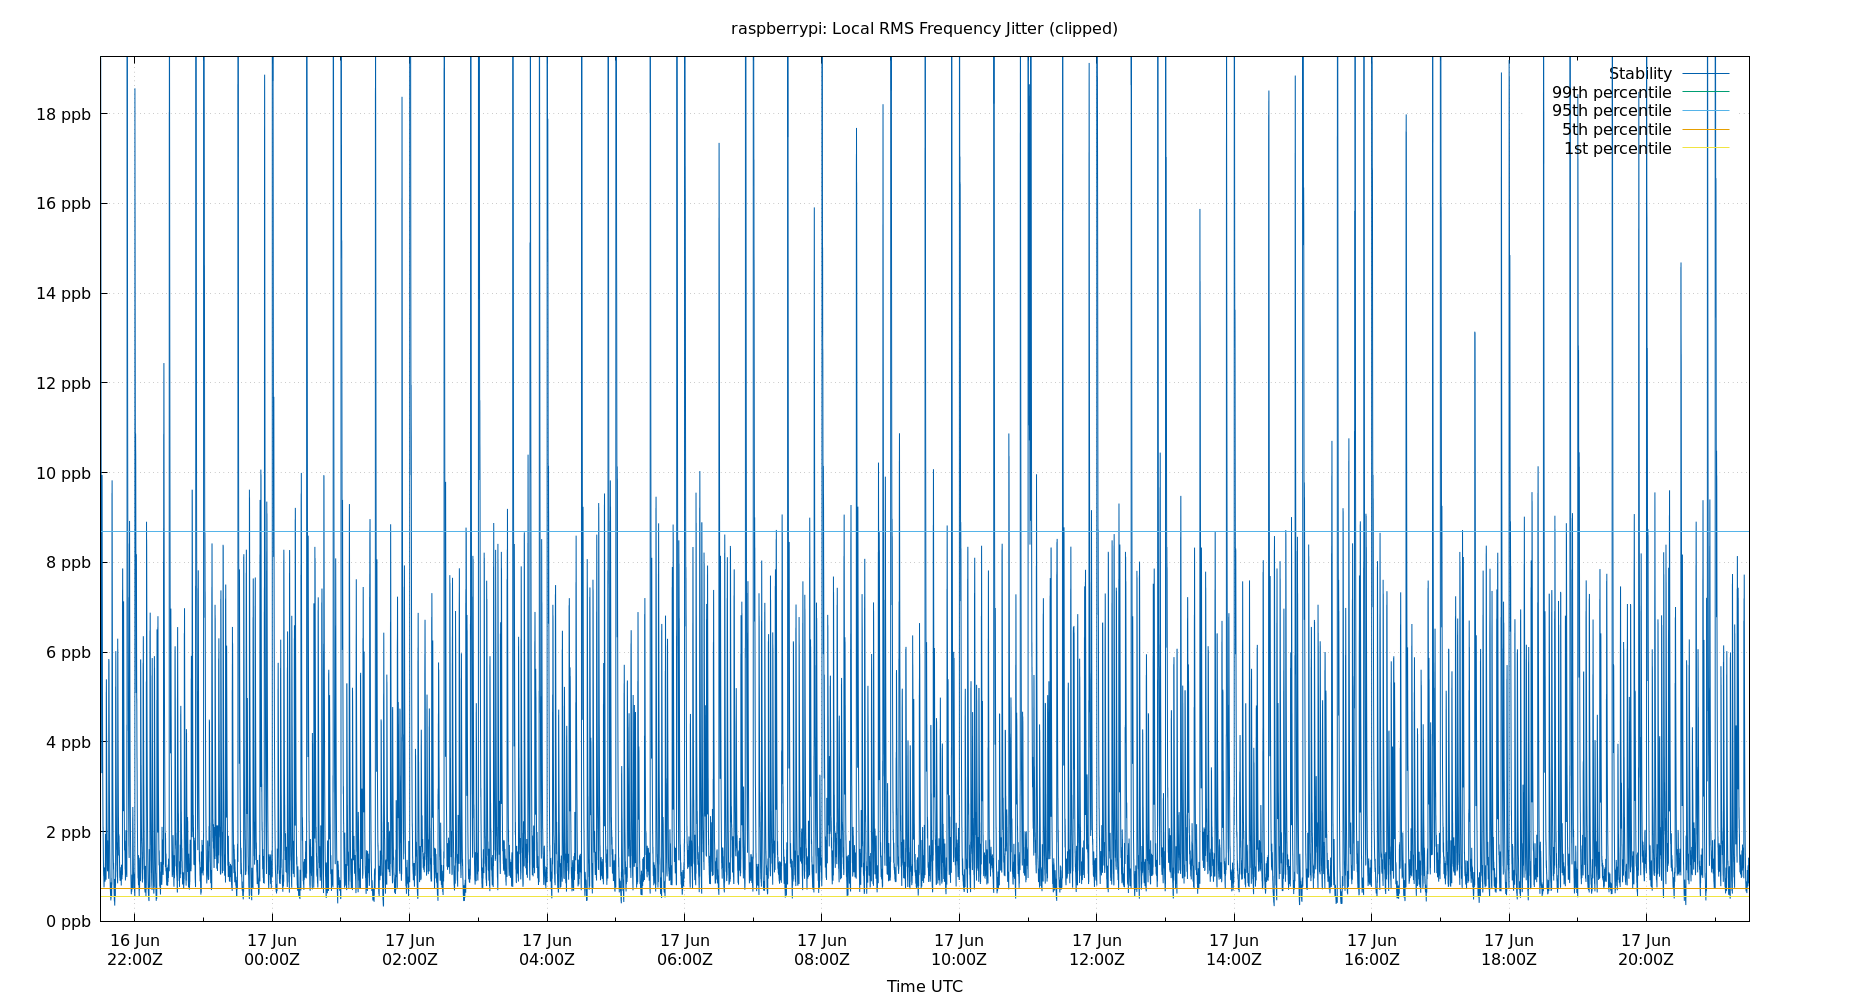 raspberrypi: Local RMS Frequency Jitter (clipped)
Stability
99th percentile
95th percentile
5th percentile
1st percentile
18 ppb
16 ppb
14 ppb
12 ppb
10 ppb
8 ppb
6 ppb
4 ppb
2 ppb
0 ppb
16 Jun 17 Jun 17 Jun 17 Jun 17 Jun 17 Jun 17 Jun 17 Jun 17 Jun 17 Jun 17 Jun 17 Jun
22:00Z 00:00Z 02:00Z 04:00Z 06:00Z 08:00Z 10:00Z 12:00Z 14:00Z 16:00Z 18:00Z 20:00Z
Time UTC